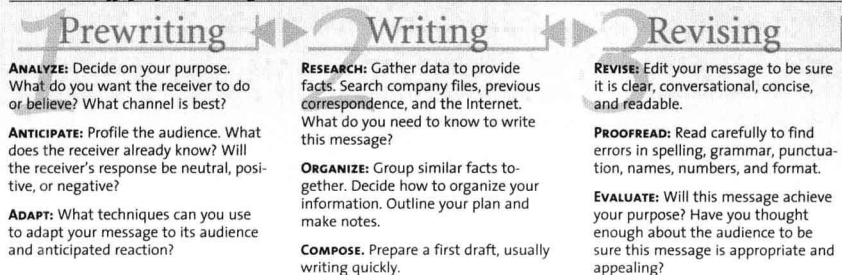 1 Prewriting
ANALYZE: Decide on your purpose.
What do you want the receiver to do
or believe? What channel is best?
ANTICIPATE: Profile the audience. What
does the receiver already know? Will
the receiver's response be neutral, posi-
tive, or negative?
ADAPT: What techniques can you use
to adapt your message to its audience
and anticipated reaction?
2 Writing
RESEARCH: Gather data to provide
facts. Search company files, previous
correspondence, and the Internet.
What do you need to know to write
this message?
ORGANIZE: Group similar facts to-
gether. Decide how to organize your
information. Outline your plan and
make notes.
COMPOSE. Prepare a first draft, usually
writing quickly.
3 Revising
REVISE: Edit your message to be sure
it is clear, conversational, concise,
and readable.
PROOFREAD: Read carefully to find
errors in spelling, grammar, punctua-
tion, names, numbers, and format.
EVALUATE: Will this message achieve
your purpose? Have you thought
enough about the audience to be
sure this message is appropriate and
appealing?